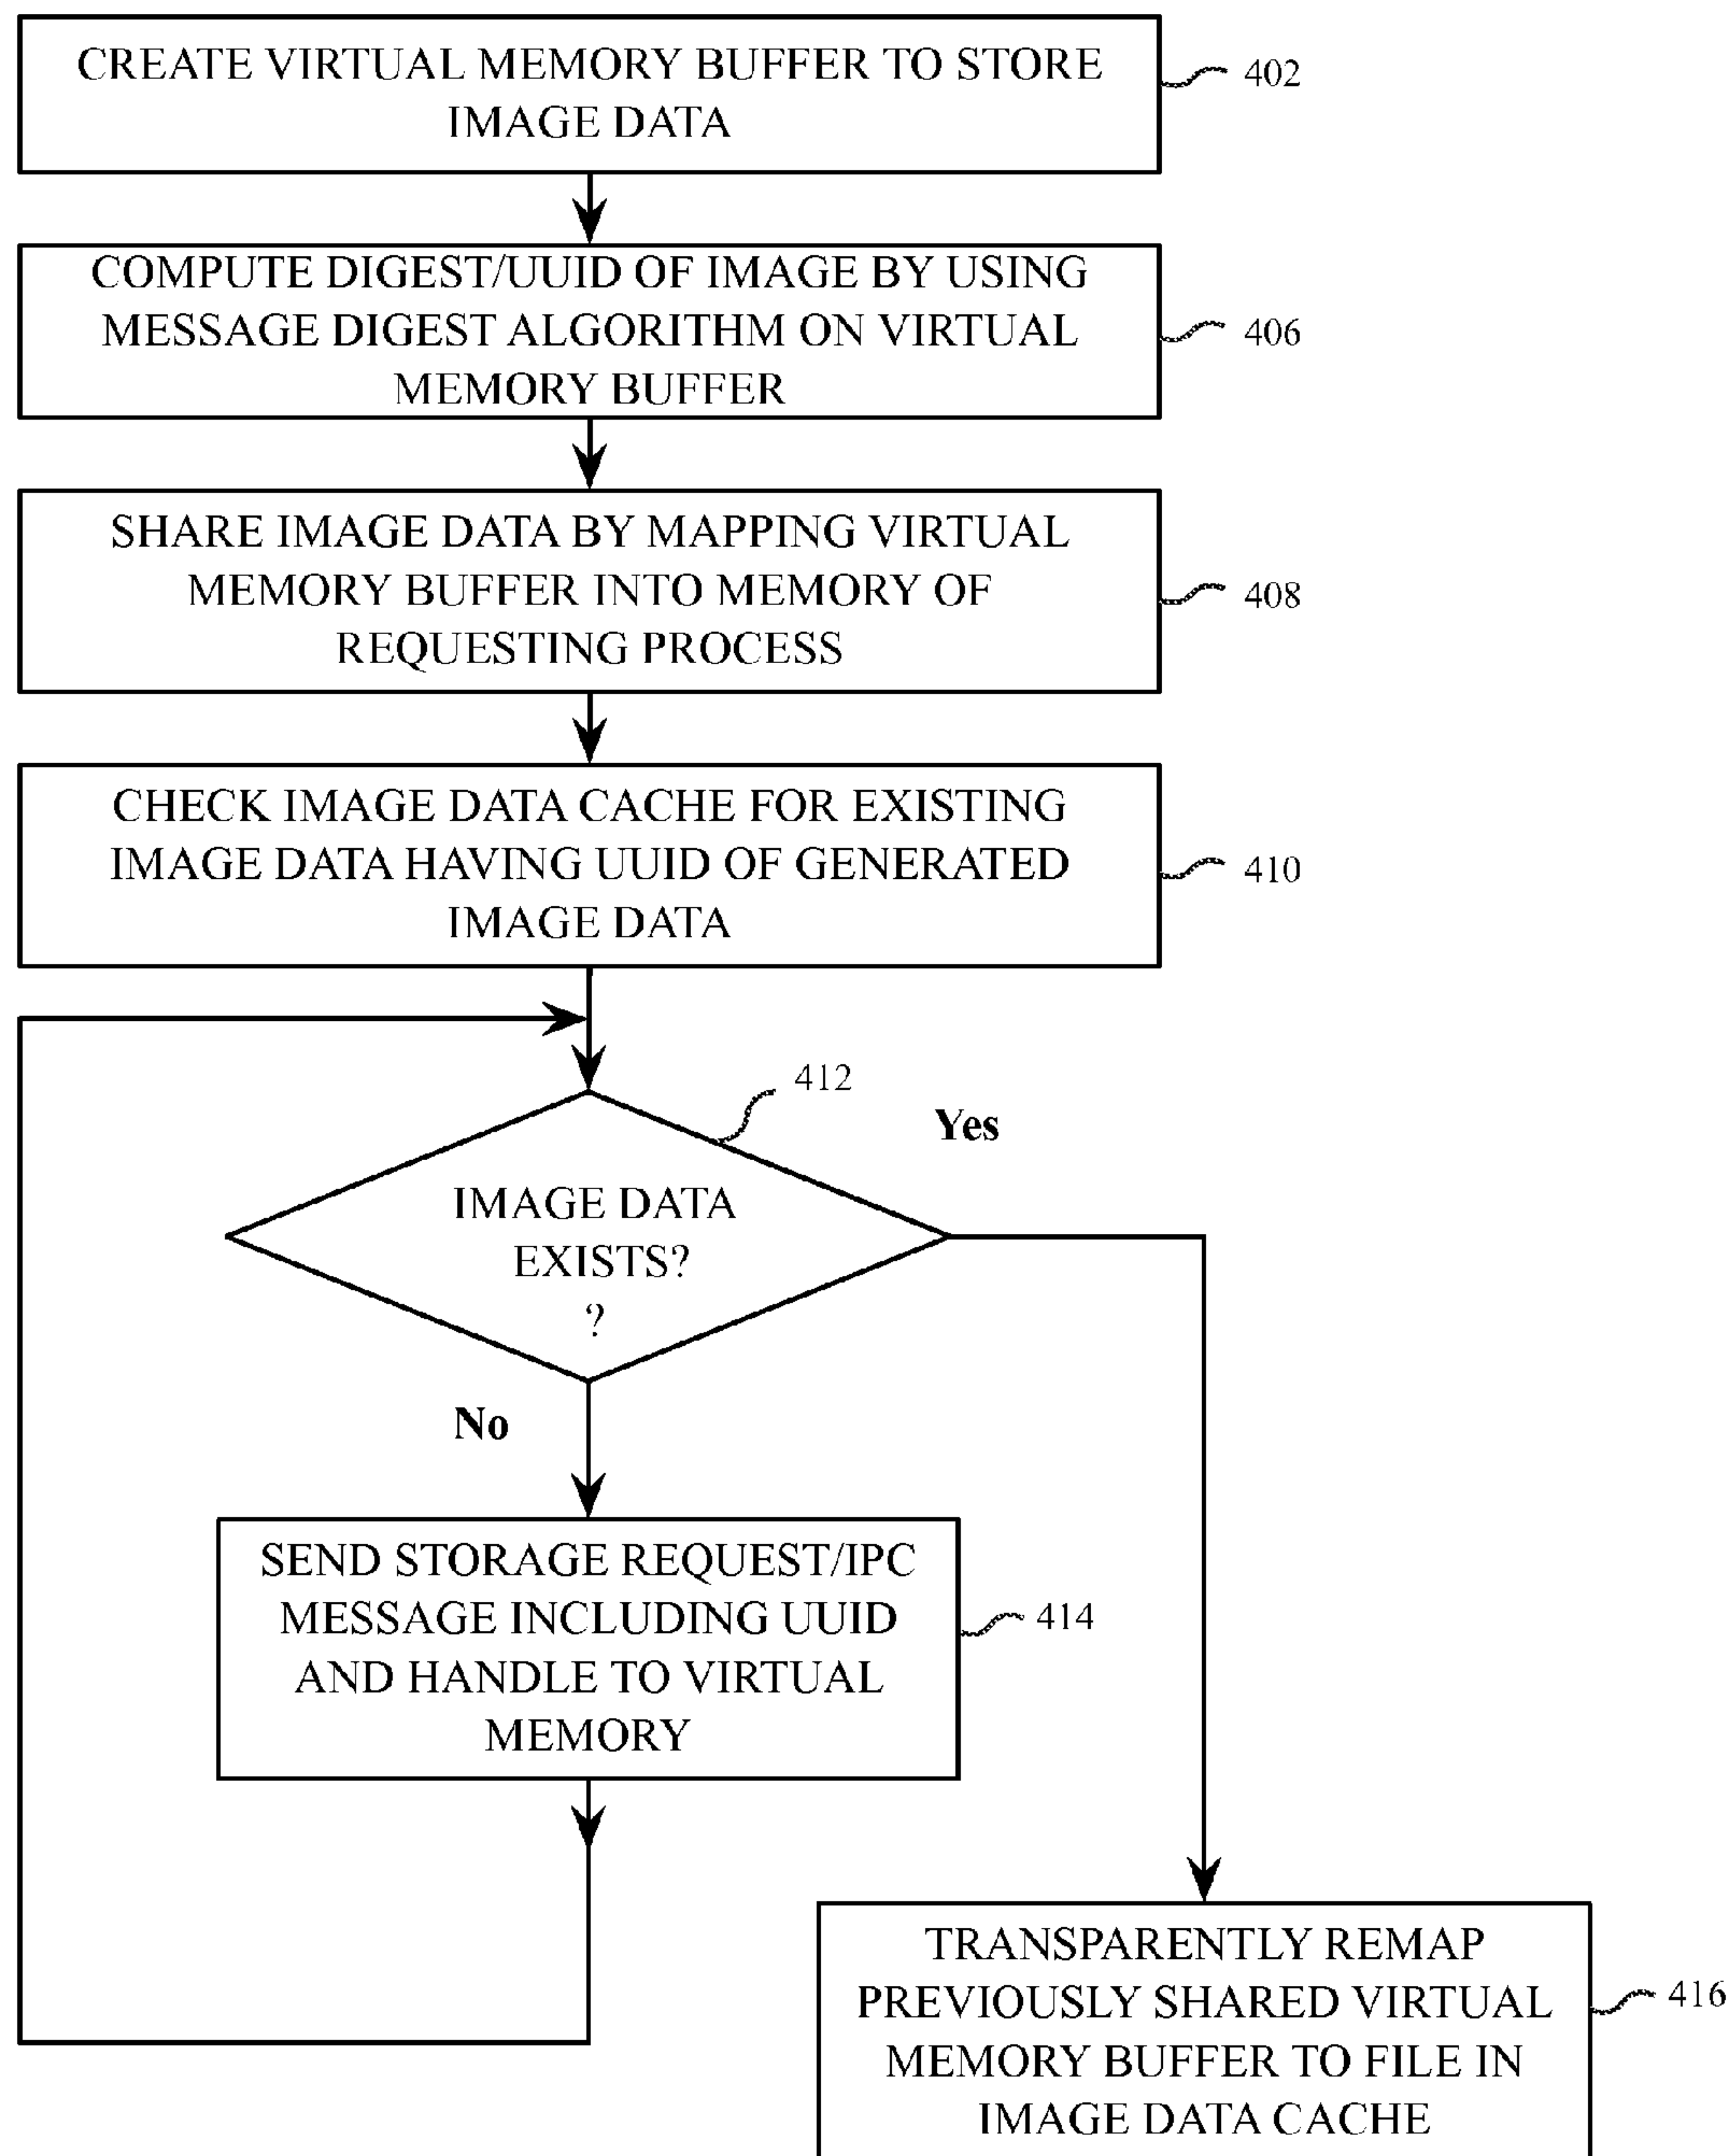 CREATE VIRTUAL MEMORY BUFFER TO STORE
IMAGE DATA
402
COMPUTE DIGEST/UUID OF IMAGE BY USING
MESSAGE DIGEST ALGORITHM ON VIRTUAL
MEMORY BUFFER
406
SHARE IMAGE DATA BY MAPPING VIRTUAL
MEMORY BUFFER INTO MEMORY OF
REQUESTING PROCESS
408
CHECK IMAGE DATA CACHE FOR EXISTING
IMAGE DATA HAVING UUID OF GENERATED
IMAGE DATA
410
412
Yes
IMAGE DATA
EXISTS?
?
No
SEND STORAGE REQUEST/IPC
MESSAGE INCLUDING UUID
AND HANDLE TO VIRTUAL
MEMORY
414
TRANSPARENTLY REMAP
PREVIOUSLY SHARED VIRTUAL
MEMORY BUFFER TO FILE IN
IMAGE DATA CACHE
416